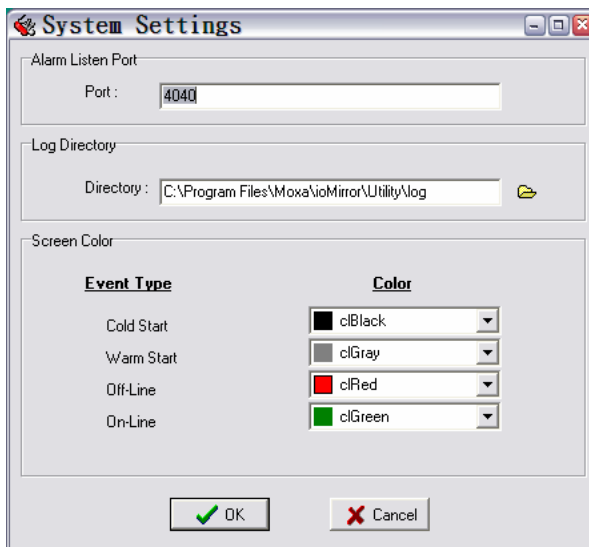 System Settings
Alarm Listen Port
Port : 4040
Log Directory
Directory : C:\Program Files\Moxa\ioMirror\Utility\log
Screen Color
Event Type Color
Cold Start clBlack
Warm Start clGray
Off-Line clRed
On-Line clGreen
OK Cancel